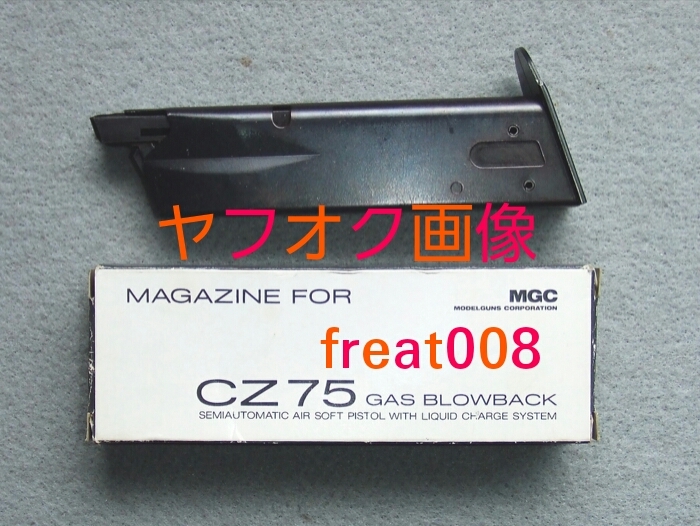 ヤフオク画像
MAGAZINE FOR
MGC
MODELGUNS CORPORATION
freat008
CZ75 GAS BLOWBACK
SEMIAUTOMATIC AIR SOFT PISTOL WITH LIQUID CHARGE SYSTEM